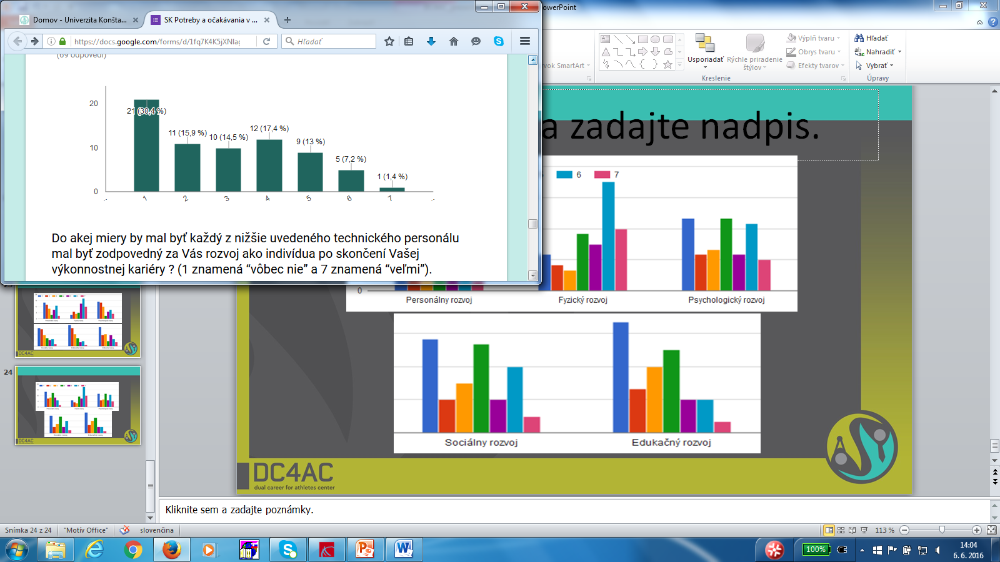 PowerPoint
Domov - Univerzita Konšta...
SK Potreby a očakávania v ...
https://docs.google.com/forms/d/1fq7K4K5jXNIag
Hľadať
(69 odpovedí)
20
10
0
21 (30,4 %)
11 (15,9 %)
10 (14,5 %)
12 (17,4 %)
9 (13 %)
5 (7,2 %)
1 (1,4 %)
.. 1 2 3 4 5 6 7 ..
Do akej miery by mal byť každý z nižšie uvedeného technického personálu
mal byť zodpovedný za Vás rozvoj ako indivídua po skončení Vašej
výkonnostnej kariéry ? (1 znamená “vôbec nie” a 7 znamená “veľmi”).
rvok SmartArt
Usporiadať
Rýchle priradenie
štýlov
Výplň tvaru
Obrys tvaru
Efekty tvarov
Kreslenie
Hľadať
Nahradiť
Vybrať
Úpravy
a zadajte nadpis.
6 7
0
Personálny rozvoj
Fyzický rozvoj
Psychologický rozvoj
Sociálny rozvoj
Edukačný rozvoj
DC4AC
dual career for athletes center
DC4AC
24
DC4AC
Kliknite sem a zadajte poznámky.
Snímka 24 z 24
"Motív Office"
slovenčina
113 %
100%
14:04
6. 6. 2016